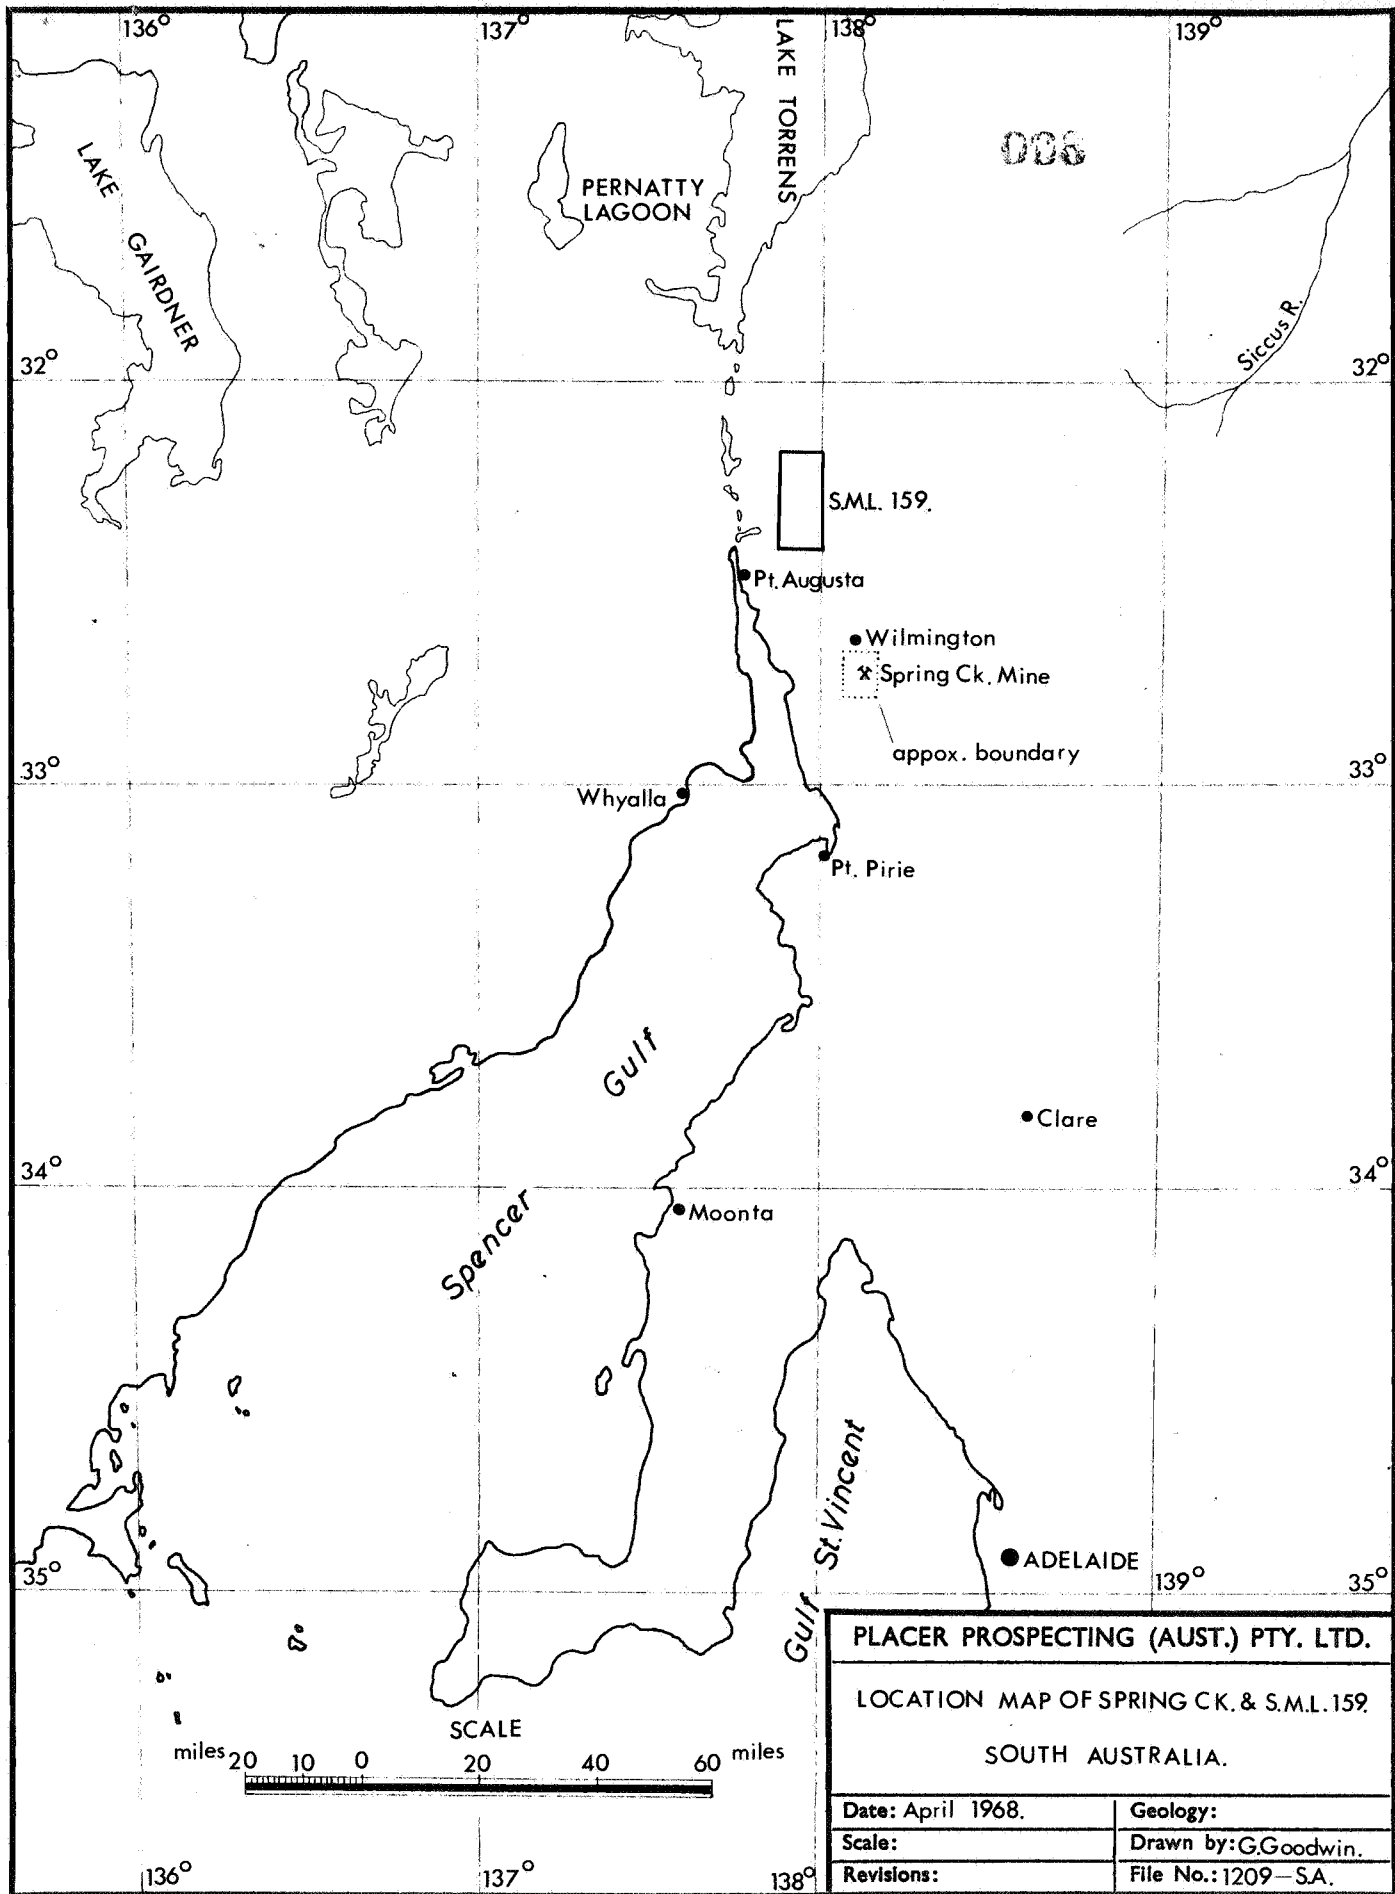 136°
137°
138°
139°
LAKE TORRENS
006
LAKE GAIRDNER
PERNATTY
LAGOON
Siccus R.
32°
32°
S.M.L. 159.
Pt. Augusta
Wilmington
Spring Ck. Mine
appox. boundary
33°
33°
Whyalla
Pt. Pirie
Spencer Gulf
Clare
34°
34°
Moonta
Gulf St. Vincent
ADELAIDE
35°
139°
35°
PLACER PROSPECTING (AUST.) PTY. LTD.
LOCATION MAP OF SPRING CK. & S.M.L. 159.
SOUTH AUSTRALIA.
SCALE
miles 20 10 0 20 40 60 miles
Date: April 1968.
Geology:
Scale:
Drawn by: G.Goodwin.
Revisions:
File No.: 1209-S.A.
136°
137°
138°